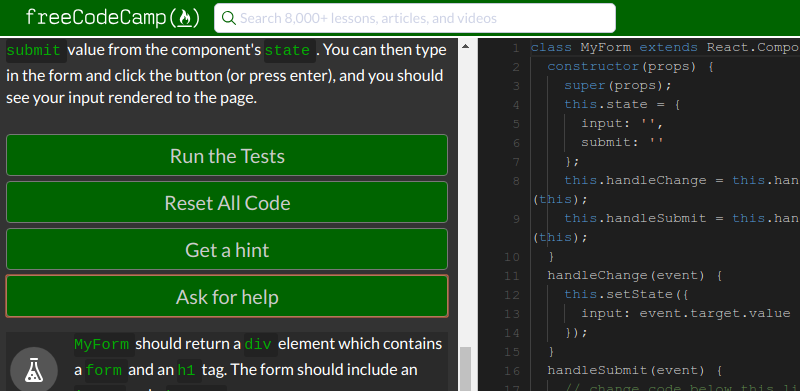 freeCodeCamp
Search 8,000+ lessons, articles, and videos
submit value from the component's state . You can then type
in the form and click the button (or press enter), and you should
see your input rendered to the page.
Run the Tests
Reset All Code
Get a hint
Ask for help
MyForm should return a div element which contains
a form and an h1 tag. The form should include an
1 class MyForm extends React.Compo
2 constructor(props) {
3 super(props);
4 this.state = {
5 input: '',
6 submit: ''
7 };
8 this.handleChange = this.han
(this);
9 this.handleSubmit = this.han
(this);
10 }
11 handleChange(event) {
12 this.setState({
13 input: event.target.value
14 });
15 }
16 handleSubmit(event) {
17 // change code below this li